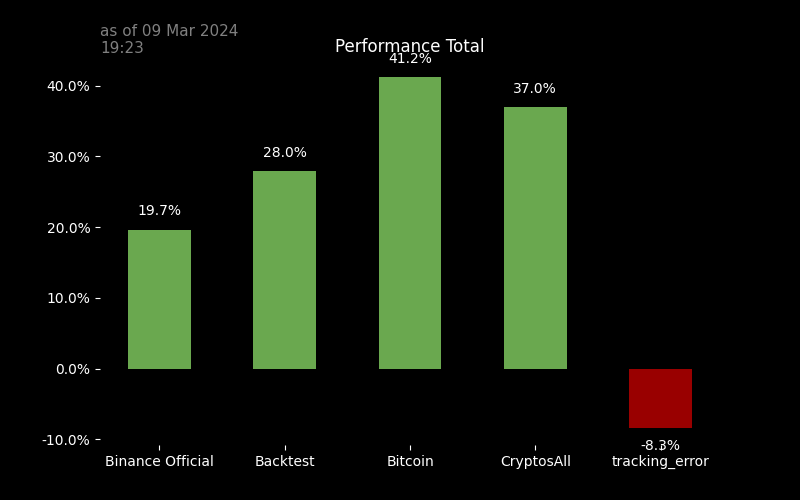 as of 09 Mar 2024
19:23
Performance Total
41.2%
40.0%
37.0%
30.0%
28.0%
20.0%
19.7%
10.0%
0.0%
-10.0%
-8.3%
Binance Official
Backtest
Bitcoin
CryptosAll
tracking_error